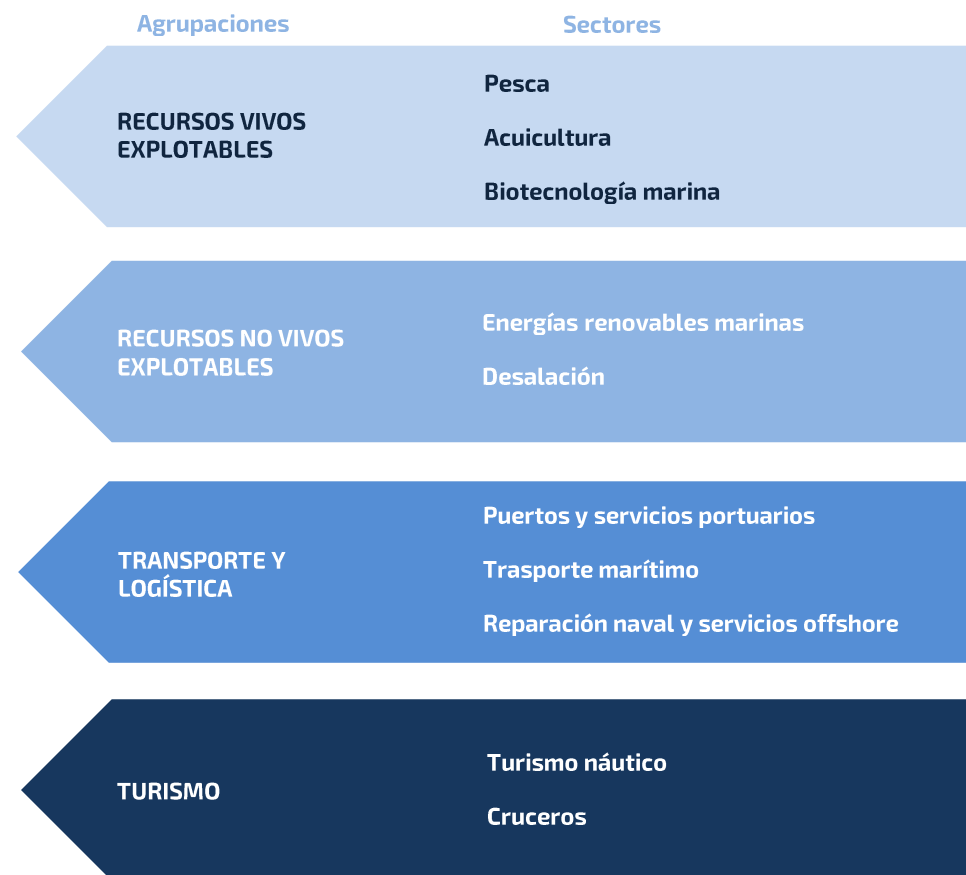 Agrupaciones
Sectores
RECURSOS VIVOS
EXPLOTABLES
Pesca
Acuicultura
Biotecnología marina
RECURSOS NO VIVOS
EXPLOTABLES
Energías renovables marinas
Desalación
TRANSPORTE Y
LOGÍSTICA
Puertos y servicios portuarios
Trasporte marítimo
Reparación naval y servicios offshore
TURISMO
Turismo náutico
Cruceros